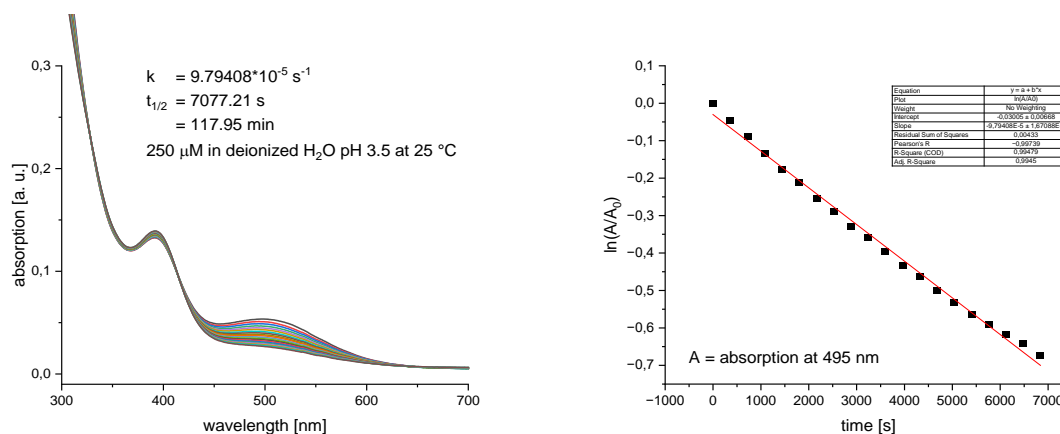 0,3
0,2
0,1
0,0
300
400
500
600
700
absorption [a. u.]
wavelength [nm]
k = 9.79408*10⁻⁵ s⁻¹
t₁/₂ = 7077.21 s
= 117.95 min
250 µM in deionized H₂O pH 3.5 at 25 °C
0,1
0,0
−0,1
−0,2
−0,3
−0,4
−0,5
−0,6
−0,7
−1000
0
1000
2000
3000
4000
5000
6000
7000
ln(A/A₀)
time [s]
A = absorption at 495 nm
Equation y = a + b*x
Plot ln(A/A0)
Weight No Weighting
Intercept -0,03005 ± 0,00668
Slope -9,79408E-5 ± 1,67088E
Residual Sum of Squares 0,00433
Pearson's R −0,99739
R-Square (COD) 0,99479
Adj. R-Square 0,9945